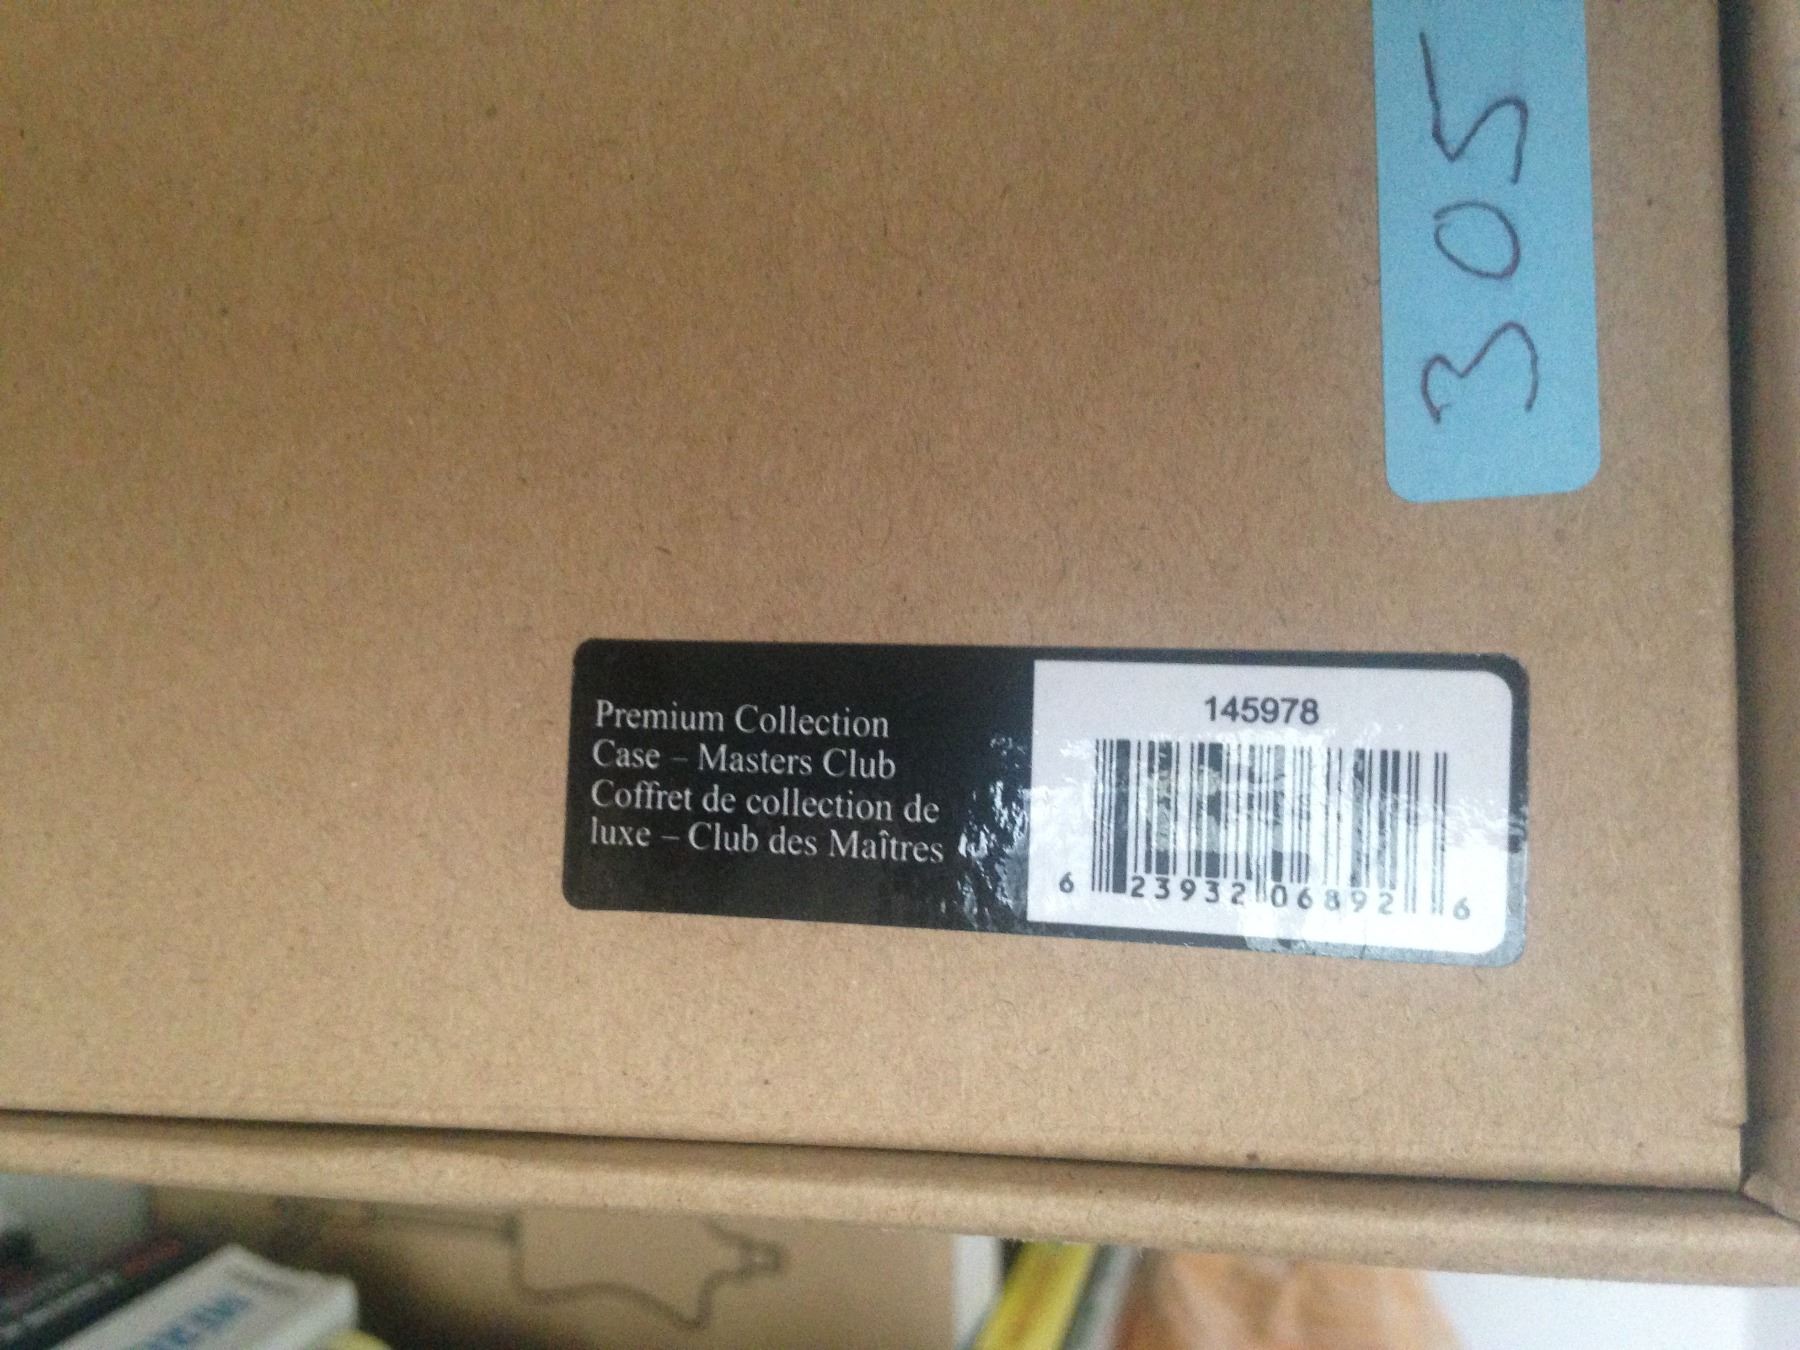 305
Premium Collection
Case – Masters Club
Coffret de collection de
luxe – Club des Maîtres
145978
6 23932 06892 6